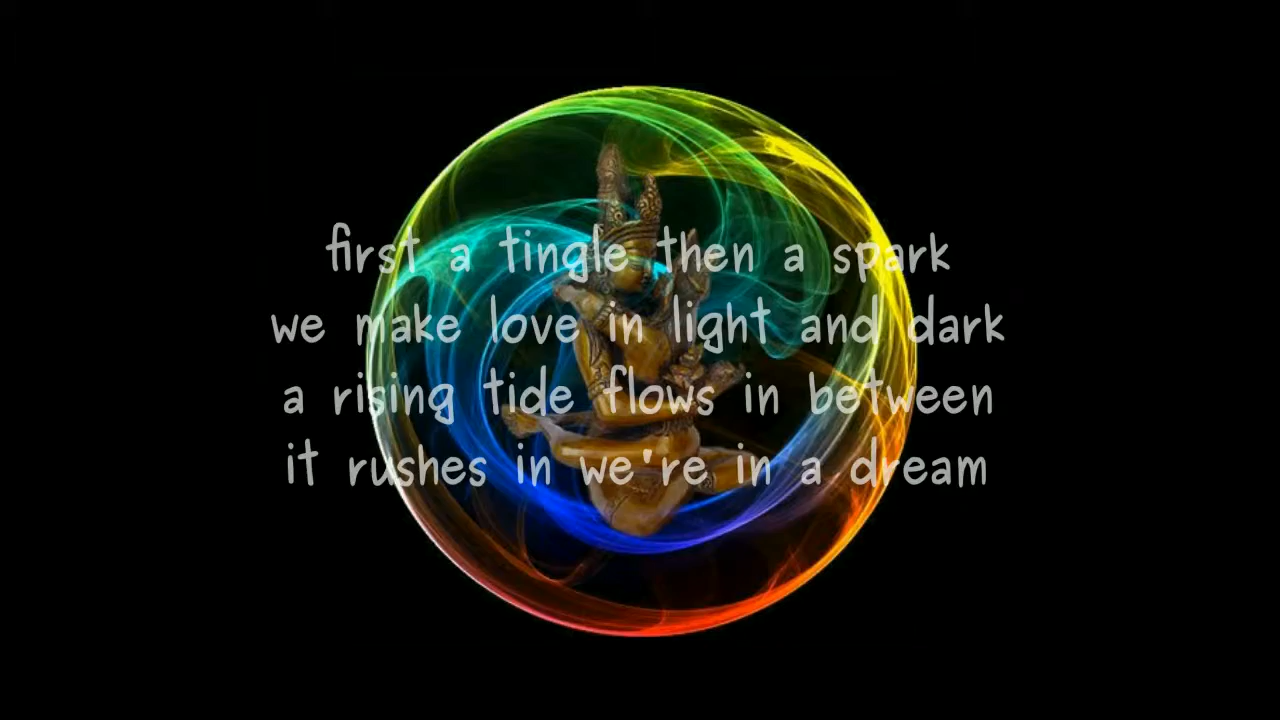 first a tingle then a spark
we make love in light and dark
a rising tide flows in between
it rushes in we're in a dream